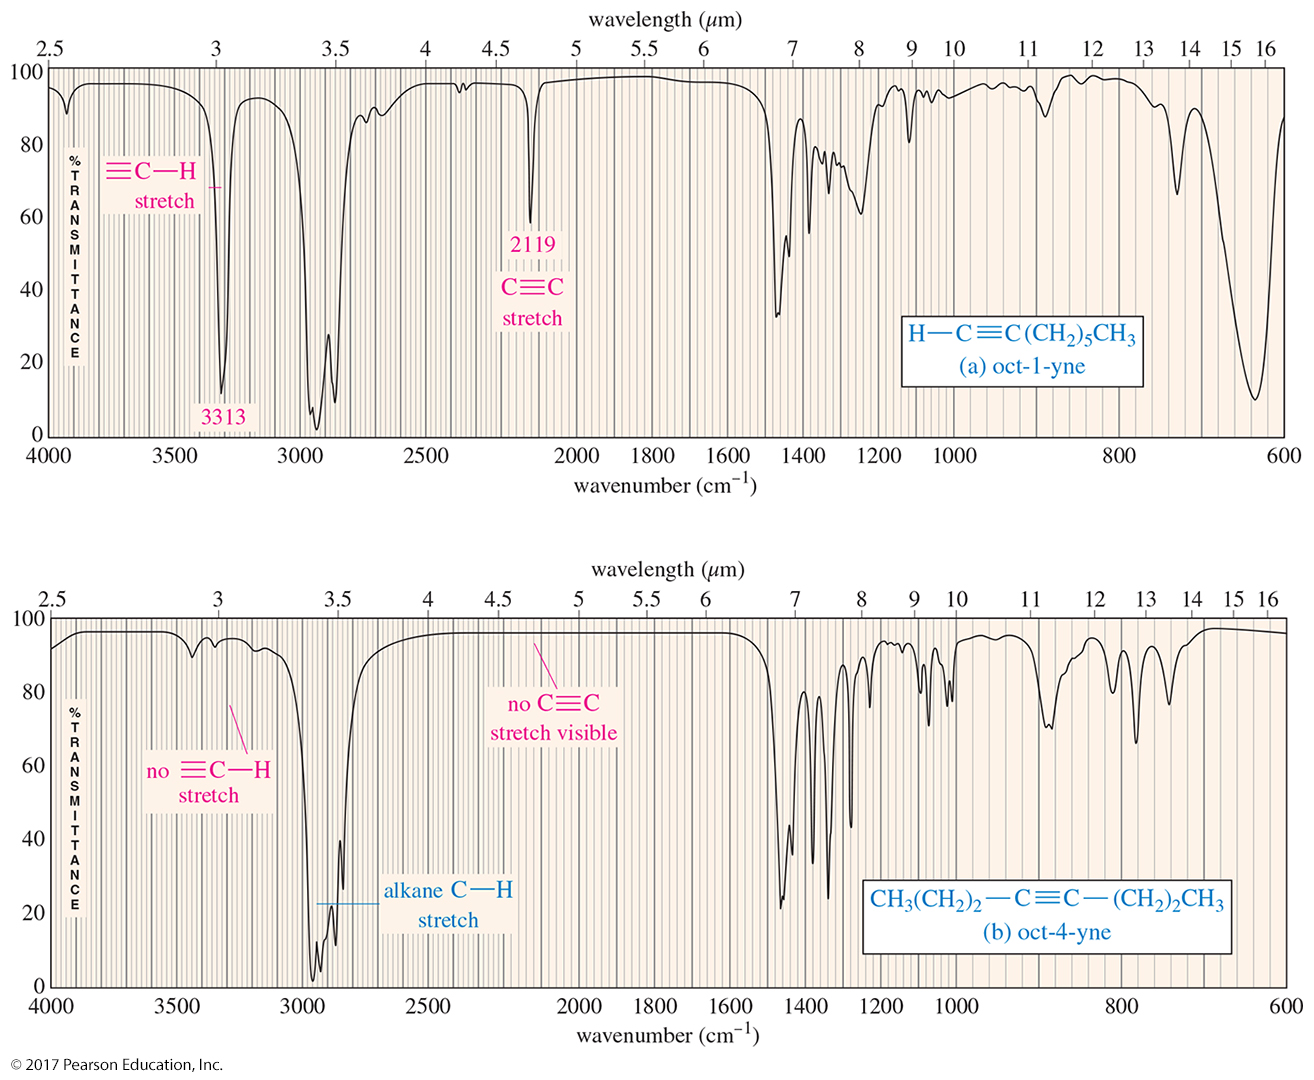 wavelength (μm)
2.5 3 3.5 4 4.5 5 5.5 6 7 8 9 10 11 12 13 14 15 16
100
80
60
40
20
0
%TRANSMITTANCE
≡C—H
stretch
3313
2119
C≡C
stretch
H—C≡C(CH₂)₅CH₃
(a) oct-1-yne
4000 3500 3000 2500 2000 1800 1600 1400 1200 1000 800 600
wavenumber (cm⁻¹)
wavelength (μm)
2.5 3 3.5 4 4.5 5 5.5 6 7 8 9 10 11 12 13 14 15 16
100
80
60
40
20
0
%TRANSMITTANCE
no ≡C—H
stretch
no C≡C
stretch visible
alkane C—H
stretch
CH₃(CH₂)₂—C≡C—(CH₂)₂CH₃
(b) oct-4-yne
4000 3500 3000 2500 2000 1800 1600 1400 1200 1000 800 600
wavenumber (cm⁻¹)
© 2017 Pearson Education, Inc.